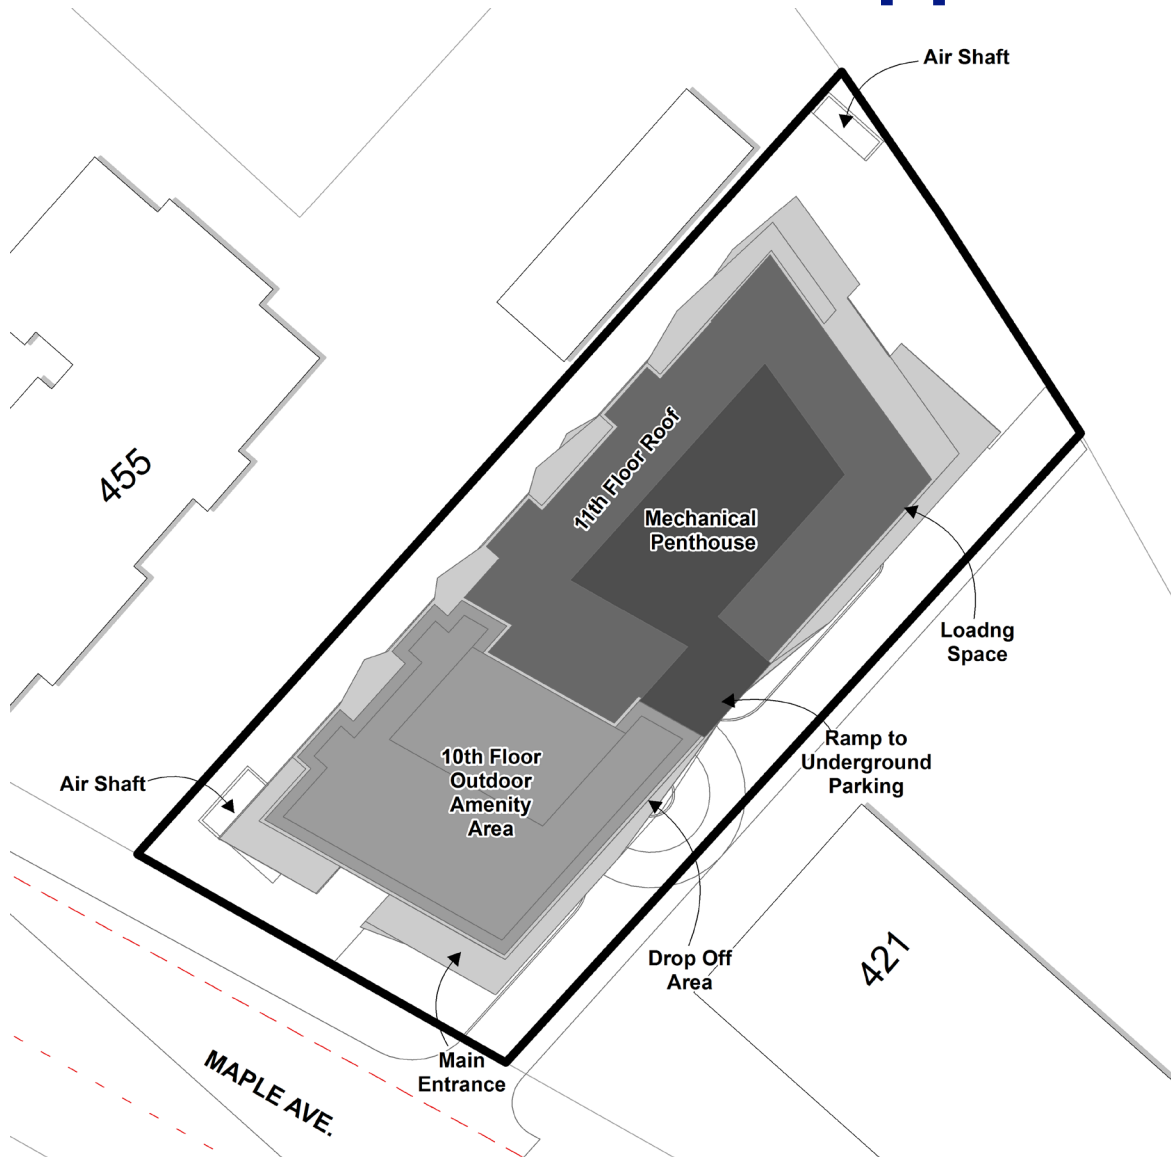 Air Shaft
455
11th Floor Roof
Mechanical
Penthouse
Loadng
Space
Ramp to
Underground
Parking
10th Floor
Outdoor
Amenity
Area
Air Shaft
Drop Off
Area
421
Main
Entrance
MAPLE AVE.